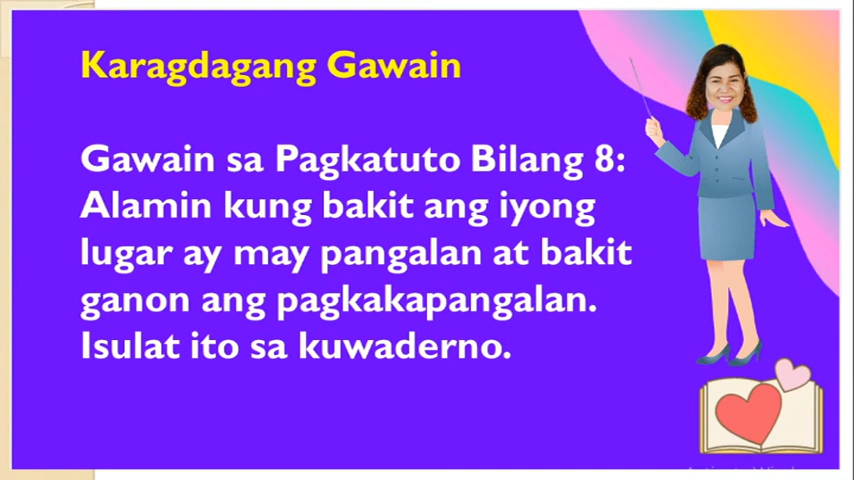 Karagdagang Gawain
Gawain sa Pagkatuto Bilang 8:
Alamin kung bakit ang iyong
lugar ay may pangalan at bakit
ganon ang pagkakapangalan.
Isulat ito sa kuwaderno.